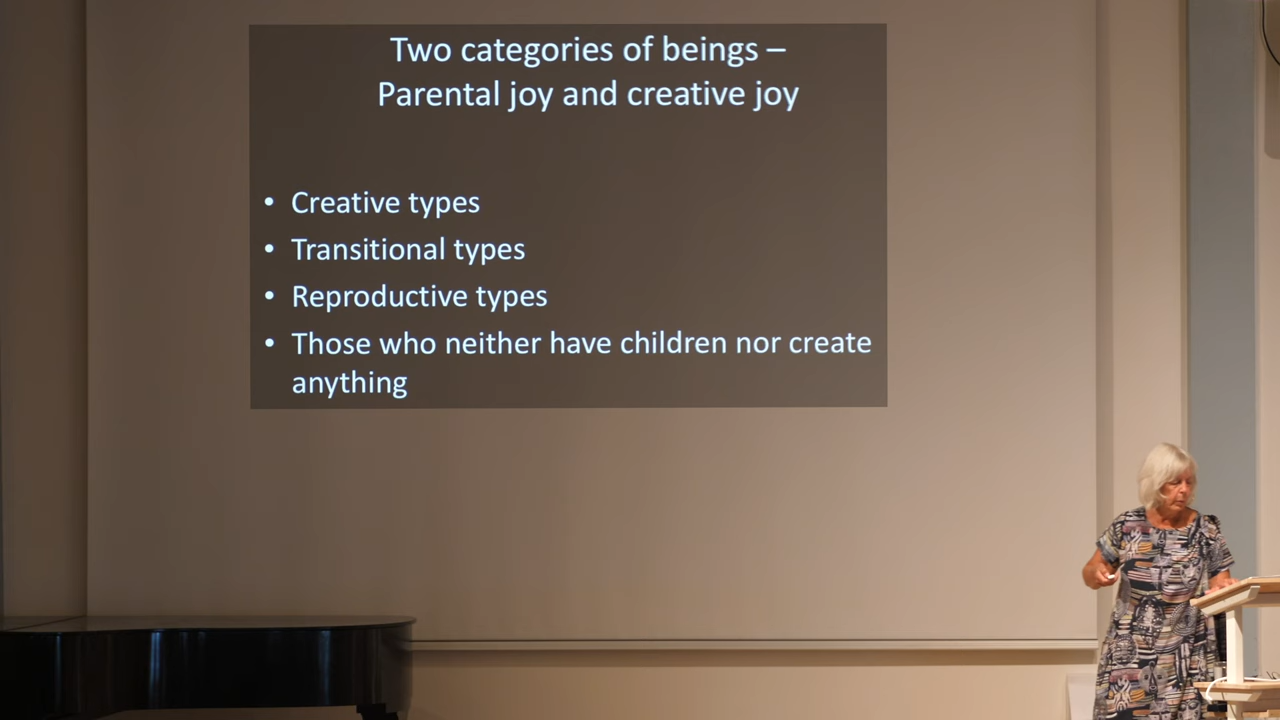 Two categories of beings –
Parental joy and creative joy
• Creative types
• Transitional types
• Reproductive types
• Those who neither have children nor create
anything